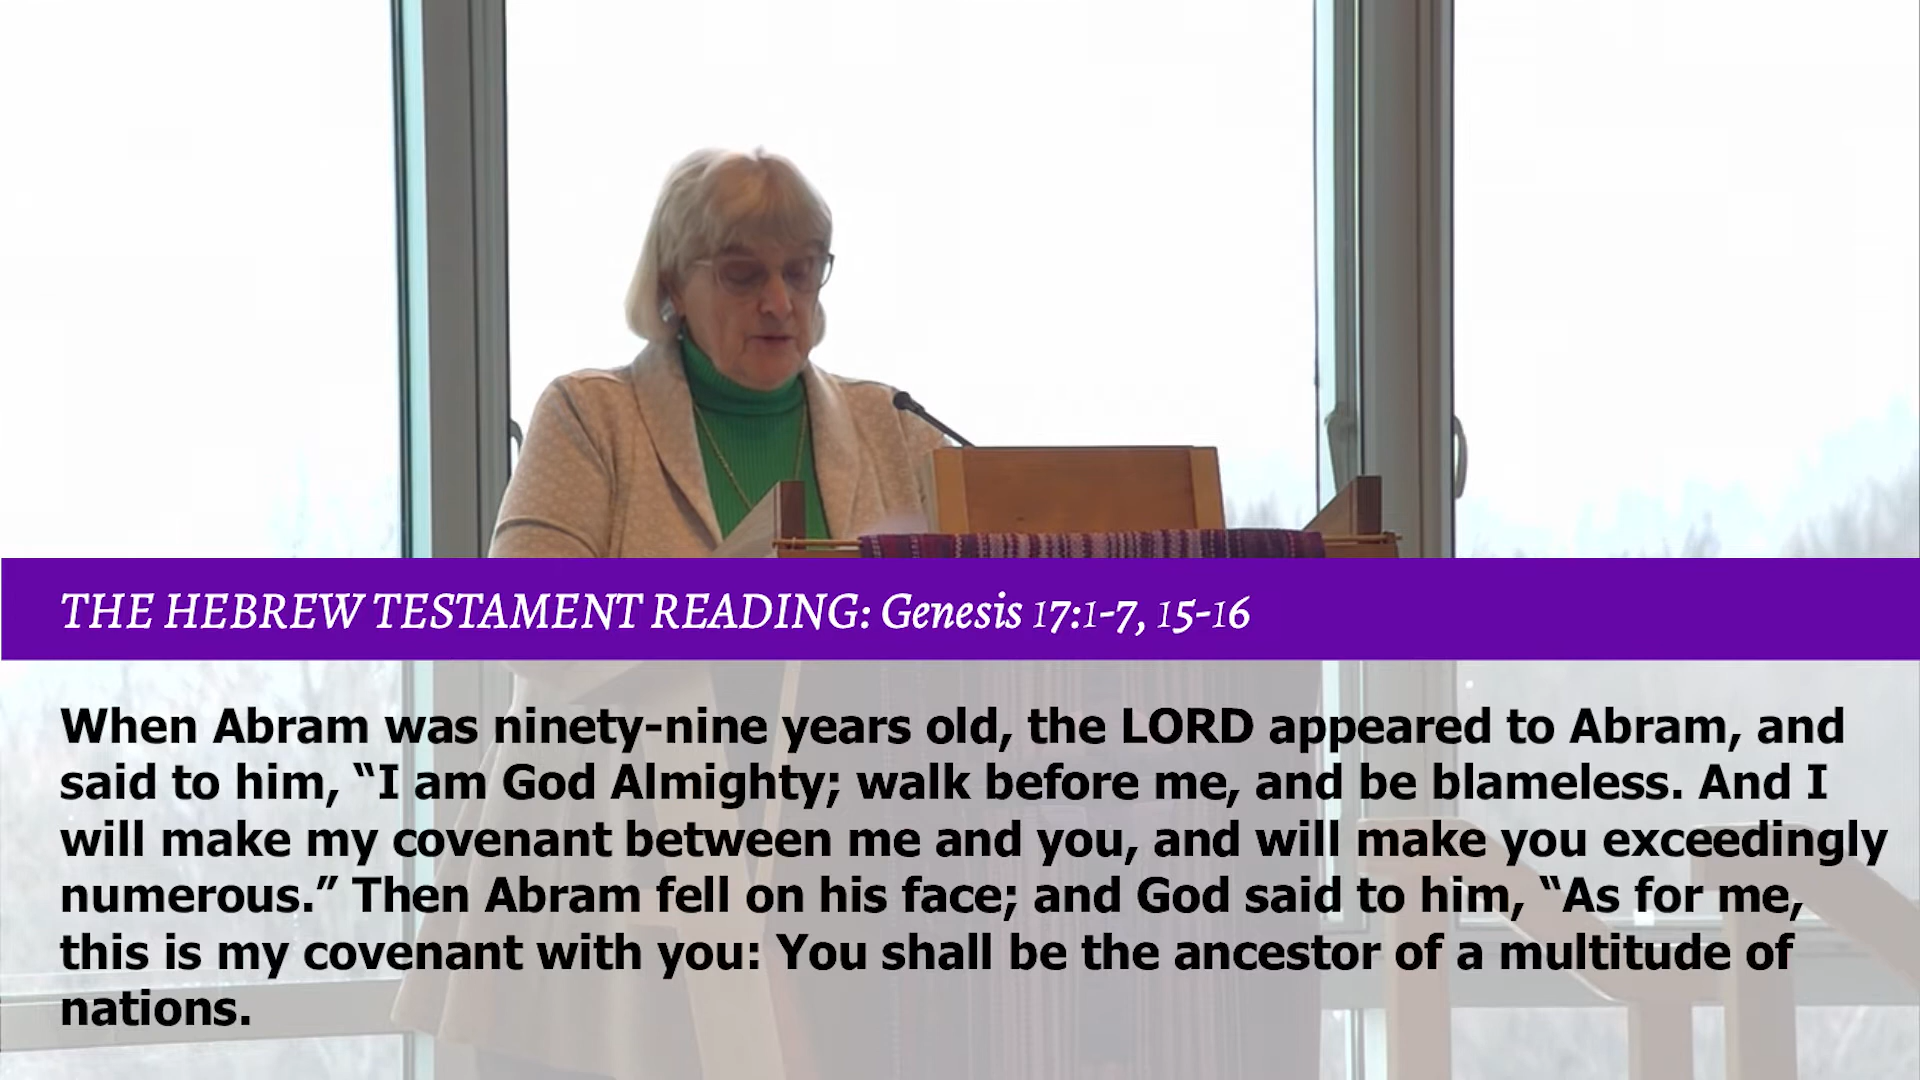 THE HEBREW TESTAMENT READING: Genesis 17:1-7, 15-16
When Abram was ninety-nine years old, the LORD appeared to Abram, and
said to him, “I am God Almighty; walk before me, and be blameless. And I
will make my covenant between me and you, and will make you exceedingly
numerous.” Then Abram fell on his face; and God said to him, “As for me,
this is my covenant with you: You shall be the ancestor of a multitude of
nations.